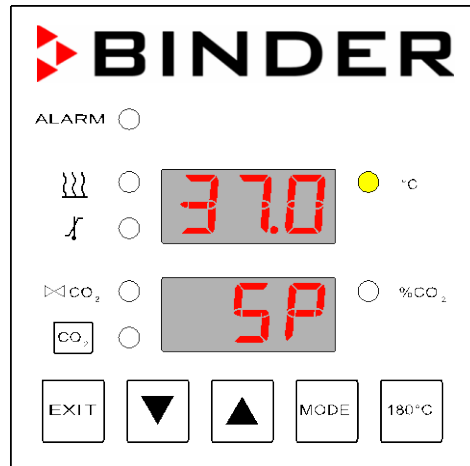 BINDER
ALARM
37.0 °C
CO₂ SP %CO₂
CO₂
EXIT MODE 180°C